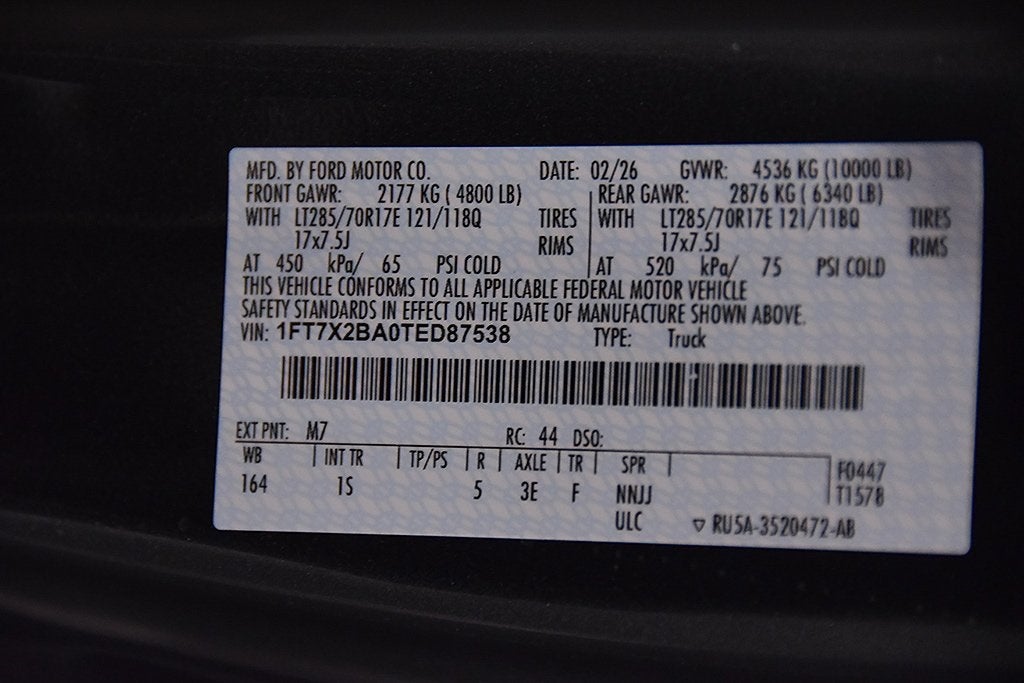 MFD. BY FORD MOTOR CO. DATE: 02/26 GVWR: 4536 KG (10000 LB)
FRONT GAWR: 2177 KG ( 4800 LB) REAR GAWR: 2876 KG ( 6340 LB)
WITH LT285/70R17E 121/118Q TIRES WITH LT285/70R17E 121/118Q TIRES
17x7.5J RIMS 17x7.5J RIMS
AT 450 kPa/ 65 PSI COLD AT 520 kPa/ 75 PSI COLD
THIS VEHICLE CONFORMS TO ALL APPLICABLE FEDERAL MOTOR VEHICLE
SAFETY STANDARDS IN EFFECT ON THE DATE OF MANUFACTURE SHOWN ABOVE.
VIN: 1FT7X2BA0TED87538 TYPE: Truck
EXT PNT: M7 RC: 44 DSO:
WB INT TR TP/PS R AXLE TR SPR F0447
164 1S 5 3E F NNJJ T1578
ULC RU5A-3520472-AB